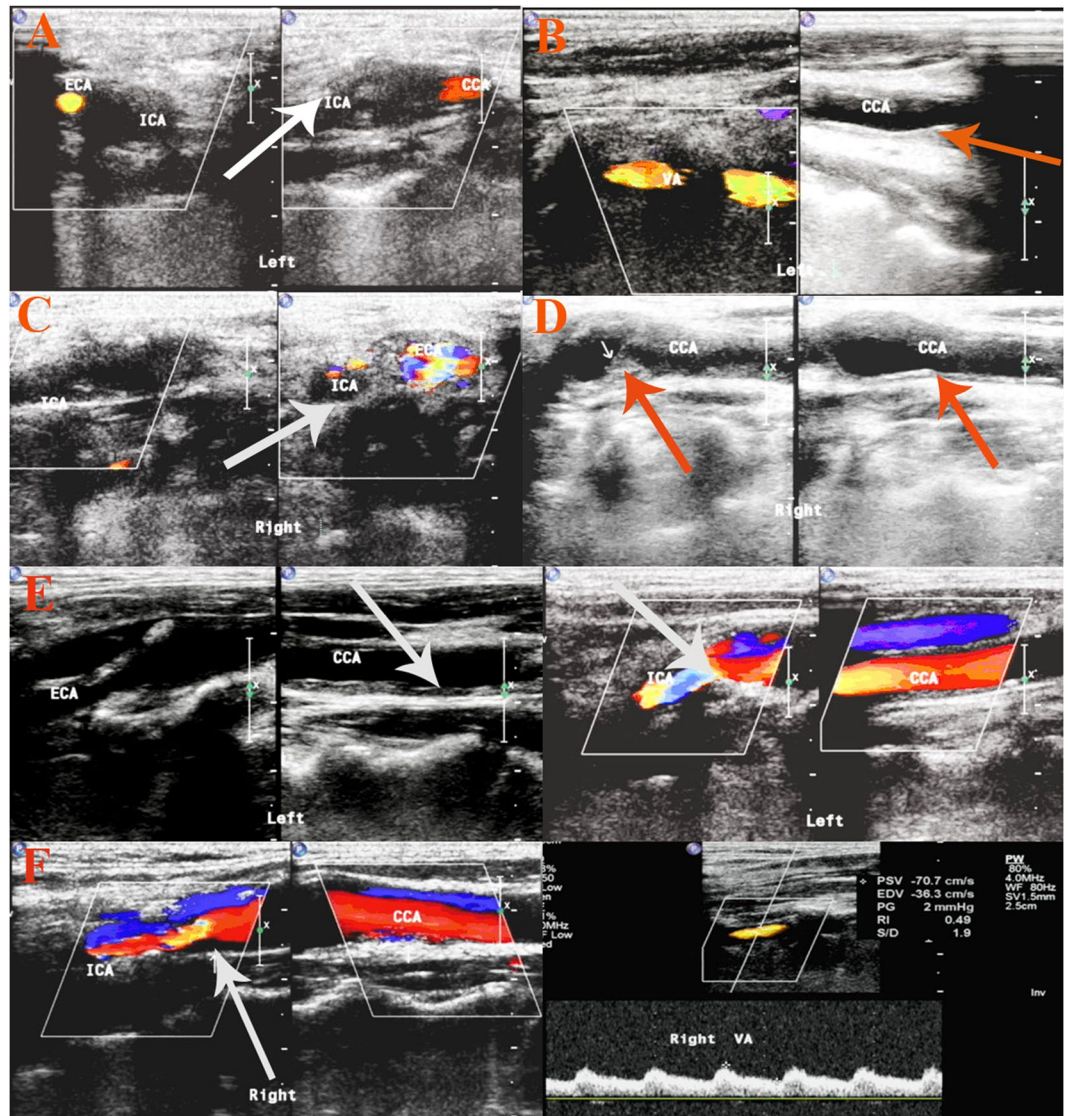 A
ECA
ICA
ICA
CCA
Left
B
VA
CCA
Left
C
ICA
ICA
ECA
Right
D
CCA
CCA
Right
E
ECA
CCA
Left
ICA
CCA
Left
F
ICA
CCA
Right
PSV -70.7 cm/s
EDV -36.3 cm/s
PG 2 mmHg
RI 0.49
S/D 1.9
PW
80%
4.0MHz
WF 80Hz
SV1.5mm
2.5cm
Inv
Right VA